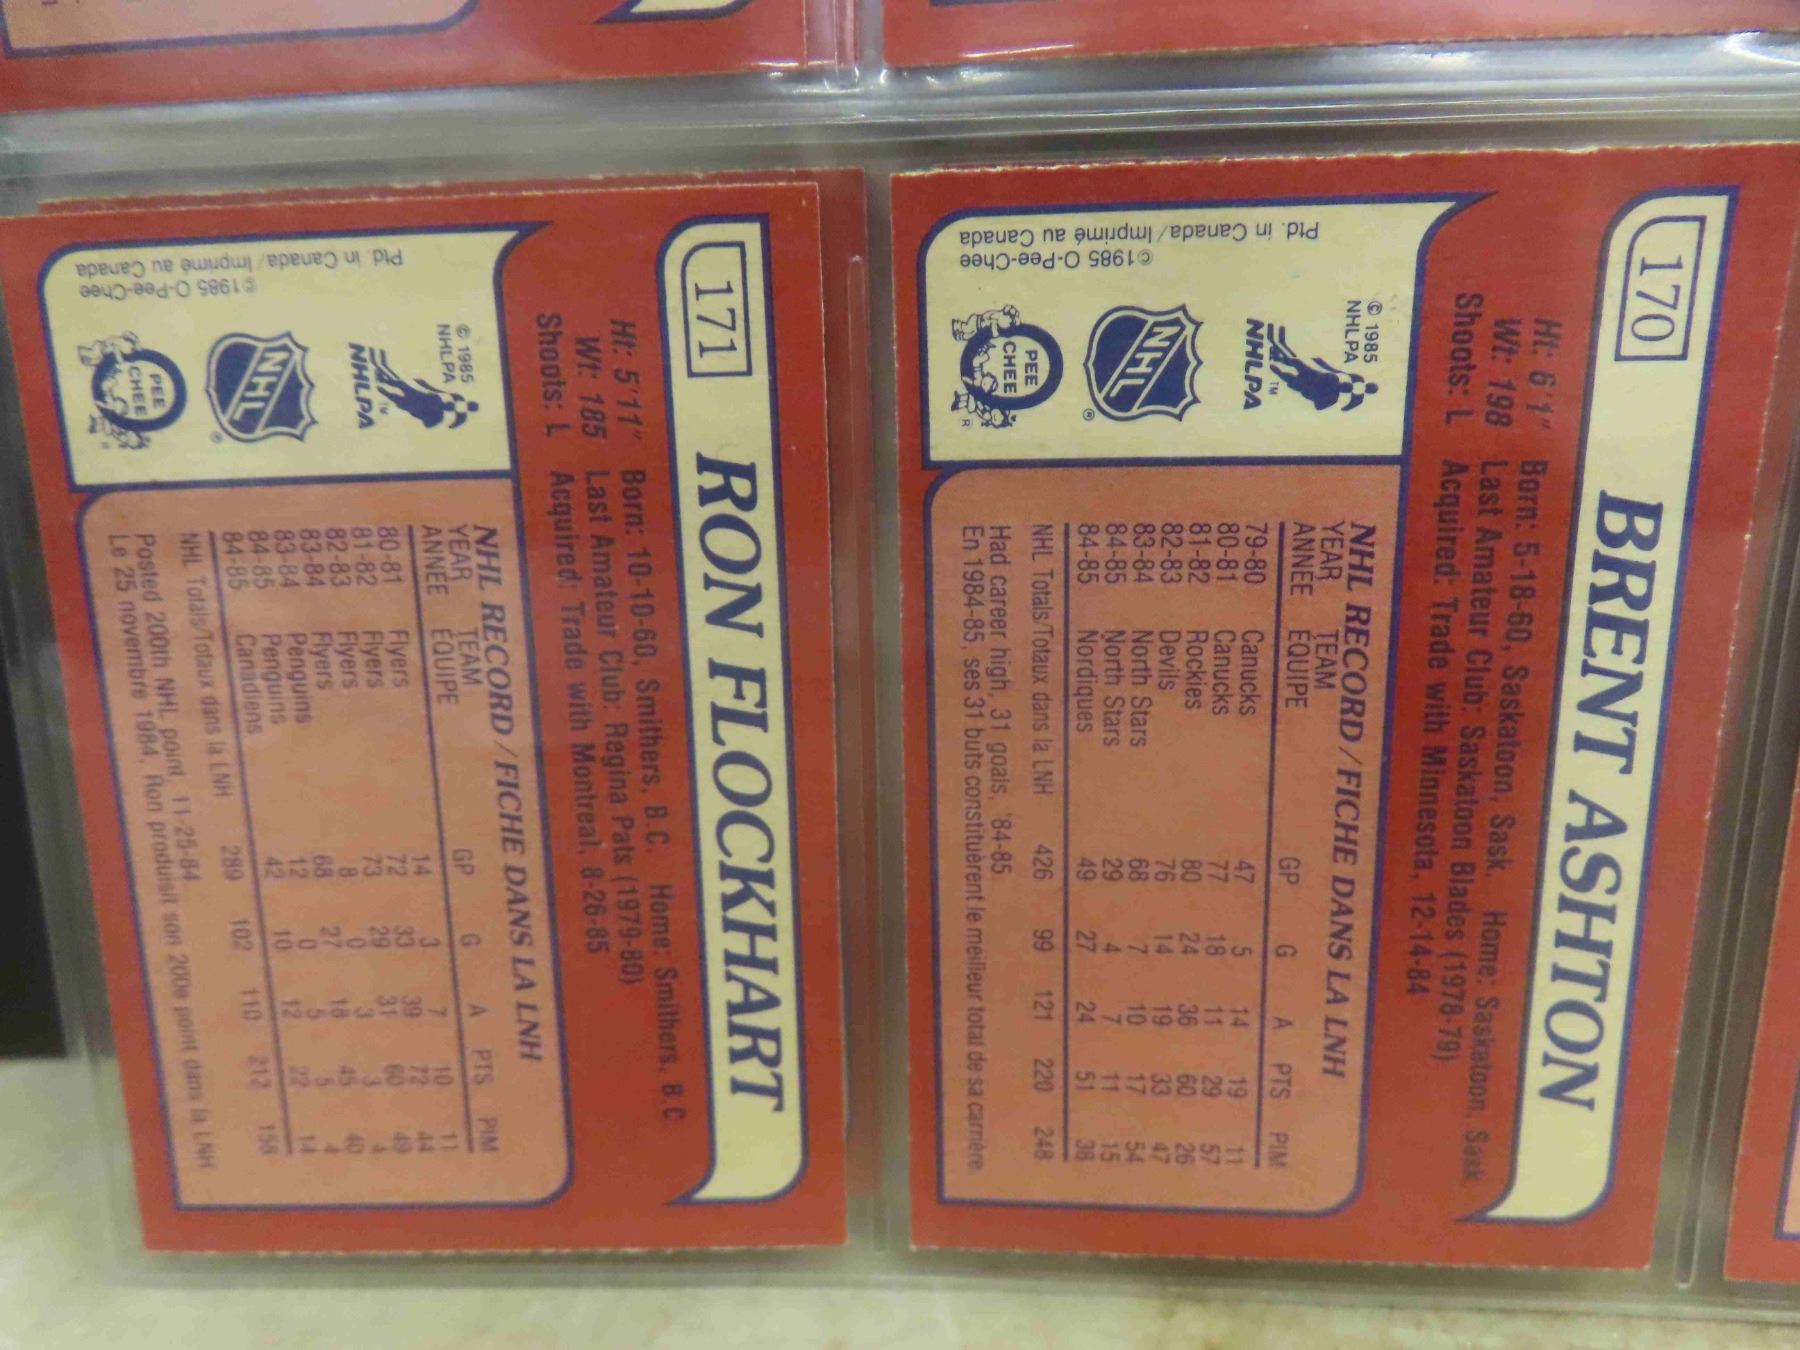 170 BRENT ASHTON
Ht: 6'1" Born: 5-18-60, Saskatoon, Sask. Home: Saskatoon, Sask.
Wt: 198 Last Amateur Club: Saskatoon Blades (1978-79)
Shoots: L Acquired: Trade with Minnesota, 12-14-84
© 1985
NHLPA
NHLPA TM
NHL ®
PEE
CHEE
R
©1985 O-Pee-Chee
Ptd. in Canada/Imprimé au Canada
NHL RECORD/FICHE DANS LA LNH
YEAR TEAM
ANNÉE ÉQUIPE GP G A PTS PIM
79-80 Canucks 47 5 14 19 11
80-81 Canucks 77 18 11 29 57
81-82 Rockies 80 24 36 60 26
82-83 Devils 76 14 19 33 47
83-84 North Stars 68 7 10 17 54
84-85 North Stars 29 4 7 11 15
84-85 Nordiques 49 27 24 51 38
NHL Totals/Totaux dans la LNH 426 99 121 220 248
Had career high, 31 goals, '84-85.
En 1984-85, ses 31 buts constituèrent le meilleur total de sa carrière.
171 RON FLOCKHART
Ht: 5'11" Born: 10-10-60, Smithers, B.C. Home: Smithers, B.C.
Wt: 185 Last Amateur Club: Regina Pats (1979-80)
Shoots: L Acquired: Trade with Montreal, 8-26-85
© 1985
NHLPA
NHLPA TM
NHL ®
PEE
CHEE
R
©1985 O-Pee-Chee
Ptd. in Canada/Imprimé au Canada
NHL RECORD/FICHE DANS LA LNH
YEAR TEAM
ANNÉE ÉQUIPE GP G A PTS PIM
80-81 Flyers 14 3 7 10 11
81-82 Flyers 72 33 39 72 44
82-83 Flyers 73 29 31 60 49
83-84 Flyers 8 0 3 3 4
83-84 Penguins 68 27 18 45 40
84-85 Penguins 12 0 5 5 4
84-85 Canadiens 42 10 12 22 14
NHL Totals/Totaux dans la LNH 289 102 110 212
Posted 200th NHL point, 11-25-84.
Le 25 novembre 1984, Ron produisit son 200e point dans la LNH